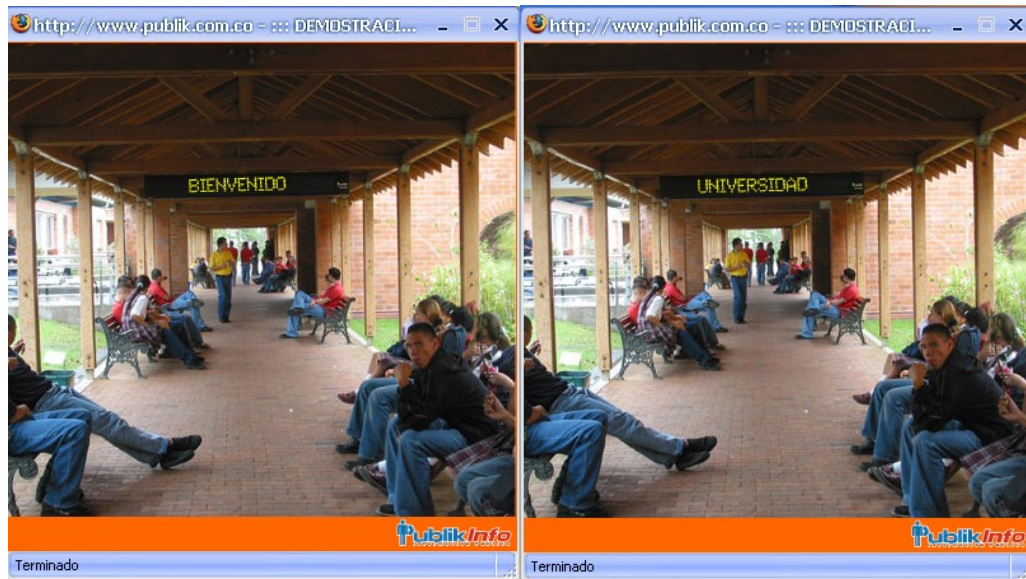 http://www.publik.com.co - ::: DEMOSTRACI...
BIENVENIDO
PublikInfo
Terminado
http://www.publik.com.co - ::: DEMOSTRACI...
UNIVERSIDAD
PublikInfo
Terminado